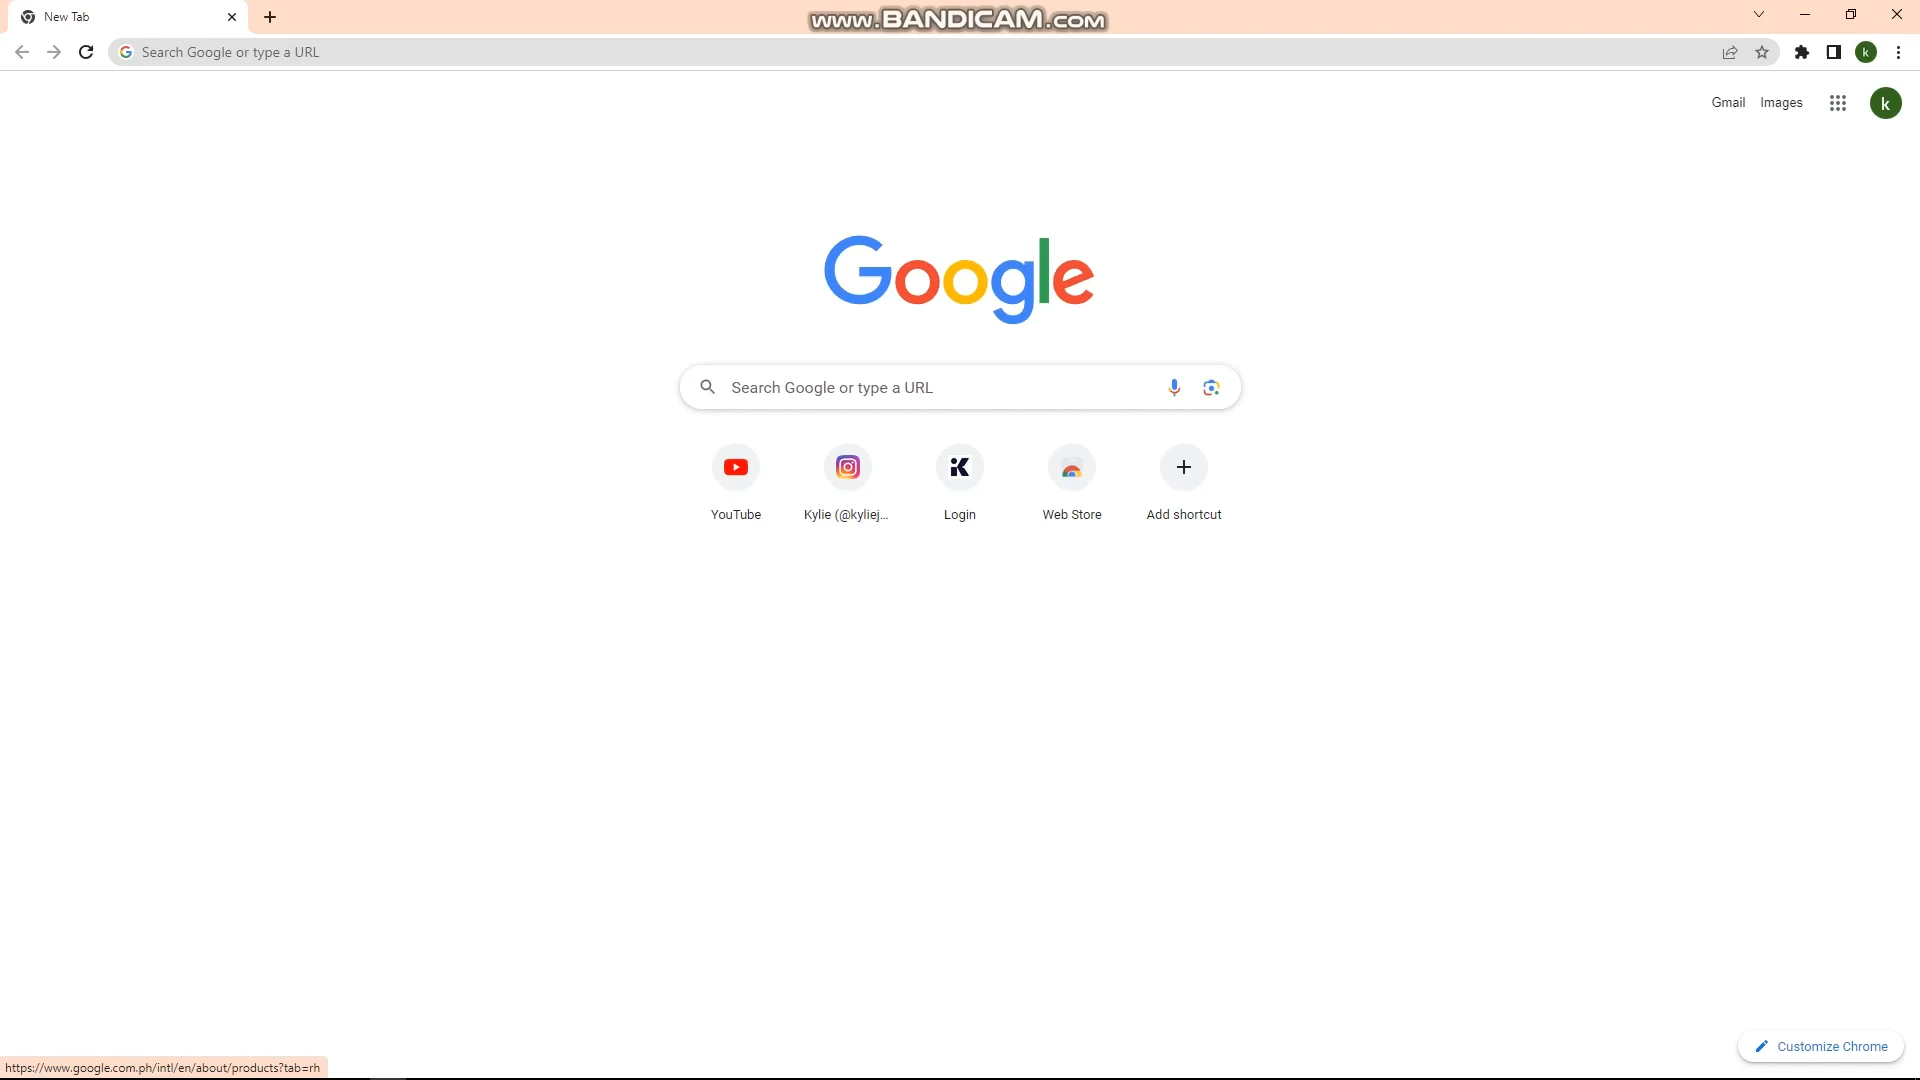 New Tab
www.BANDICAM.com
Search Google or type a URL
k
Gmail
Images
k
Google
Search Google or type a URL
YouTube
Kylie (@kyliej...
Login
Web Store
Add shortcut
Customize Chrome
https://www.google.com.ph/intl/en/about/products?tab=rh